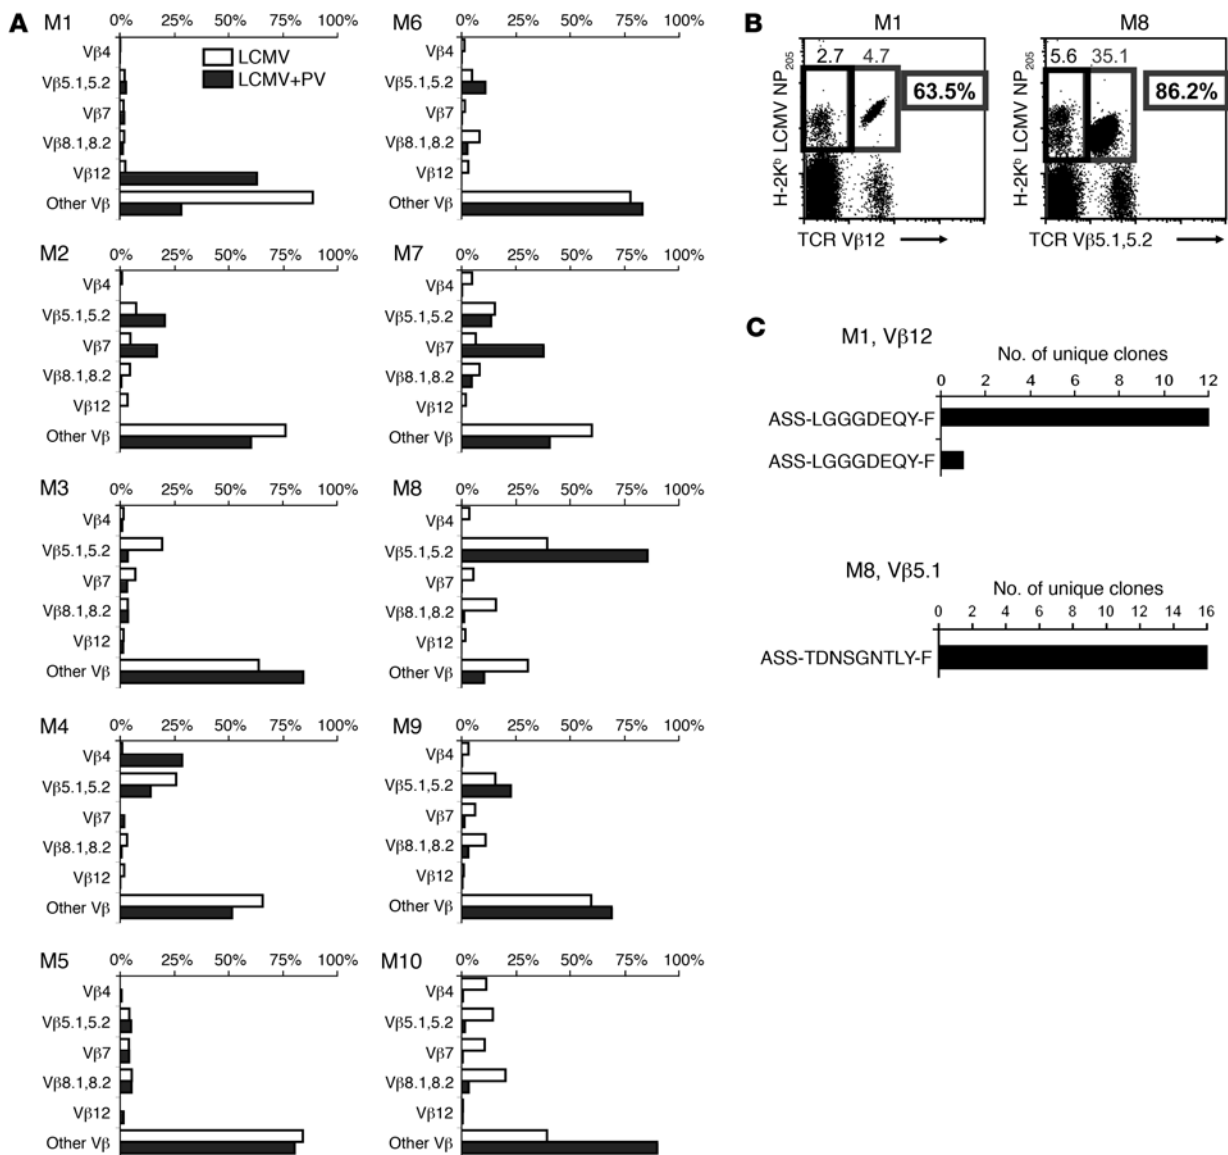 A
M1
0% 25% 50% 75% 100%
LCMV
LCMV+PV
Vβ4
Vβ5.1,5.2
Vβ7
Vβ8.1,8.2
Vβ12
Other Vβ
M2
0% 25% 50% 75% 100%
Vβ4
Vβ5.1,5.2
Vβ7
Vβ8.1,8.2
Vβ12
Other Vβ
M3
0% 25% 50% 75% 100%
Vβ4
Vβ5.1,5.2
Vβ7
Vβ8.1,8.2
Vβ12
Other Vβ
M4
0% 25% 50% 75% 100%
Vβ4
Vβ5.1,5.2
Vβ7
Vβ8.1,8.2
Vβ12
Other Vβ
M5
0% 25% 50% 75% 100%
Vβ4
Vβ5.1,5.2
Vβ7
Vβ8.1,8.2
Vβ12
Other Vβ
M6
0% 25% 50% 75% 100%
Vβ4
Vβ5.1,5.2
Vβ7
Vβ8.1,8.2
Vβ12
Other Vβ
M7
0% 25% 50% 75% 100%
Vβ4
Vβ5.1,5.2
Vβ7
Vβ8.1,8.2
Vβ12
Other Vβ
M8
0% 25% 50% 75% 100%
Vβ4
Vβ5.1,5.2
Vβ7
Vβ8.1,8.2
Vβ12
Other Vβ
M9
0% 25% 50% 75% 100%
Vβ4
Vβ5.1,5.2
Vβ7
Vβ8.1,8.2
Vβ12
Other Vβ
M10
0% 25% 50% 75% 100%
Vβ4
Vβ5.1,5.2
Vβ7
Vβ8.1,8.2
Vβ12
Other Vβ
B
M1
2.7 4.7
63.5%
H-2Kᵇ LCMV NP₂₀₅
TCR Vβ12 →
M8
5.6 35.1
86.2%
H-2Kᵇ LCMV NP₂₀₅
TCR Vβ5.1,5.2 →
C
M1, Vβ12
No. of unique clones
0 2 4 6 8 10 12
ASS-LGGGDEQY-F
ASS-LGGGDEQY-F
M8, Vβ5.1
No. of unique clones
0 2 4 6 8 10 12 14 16
ASS-TDNSGNTLY-F